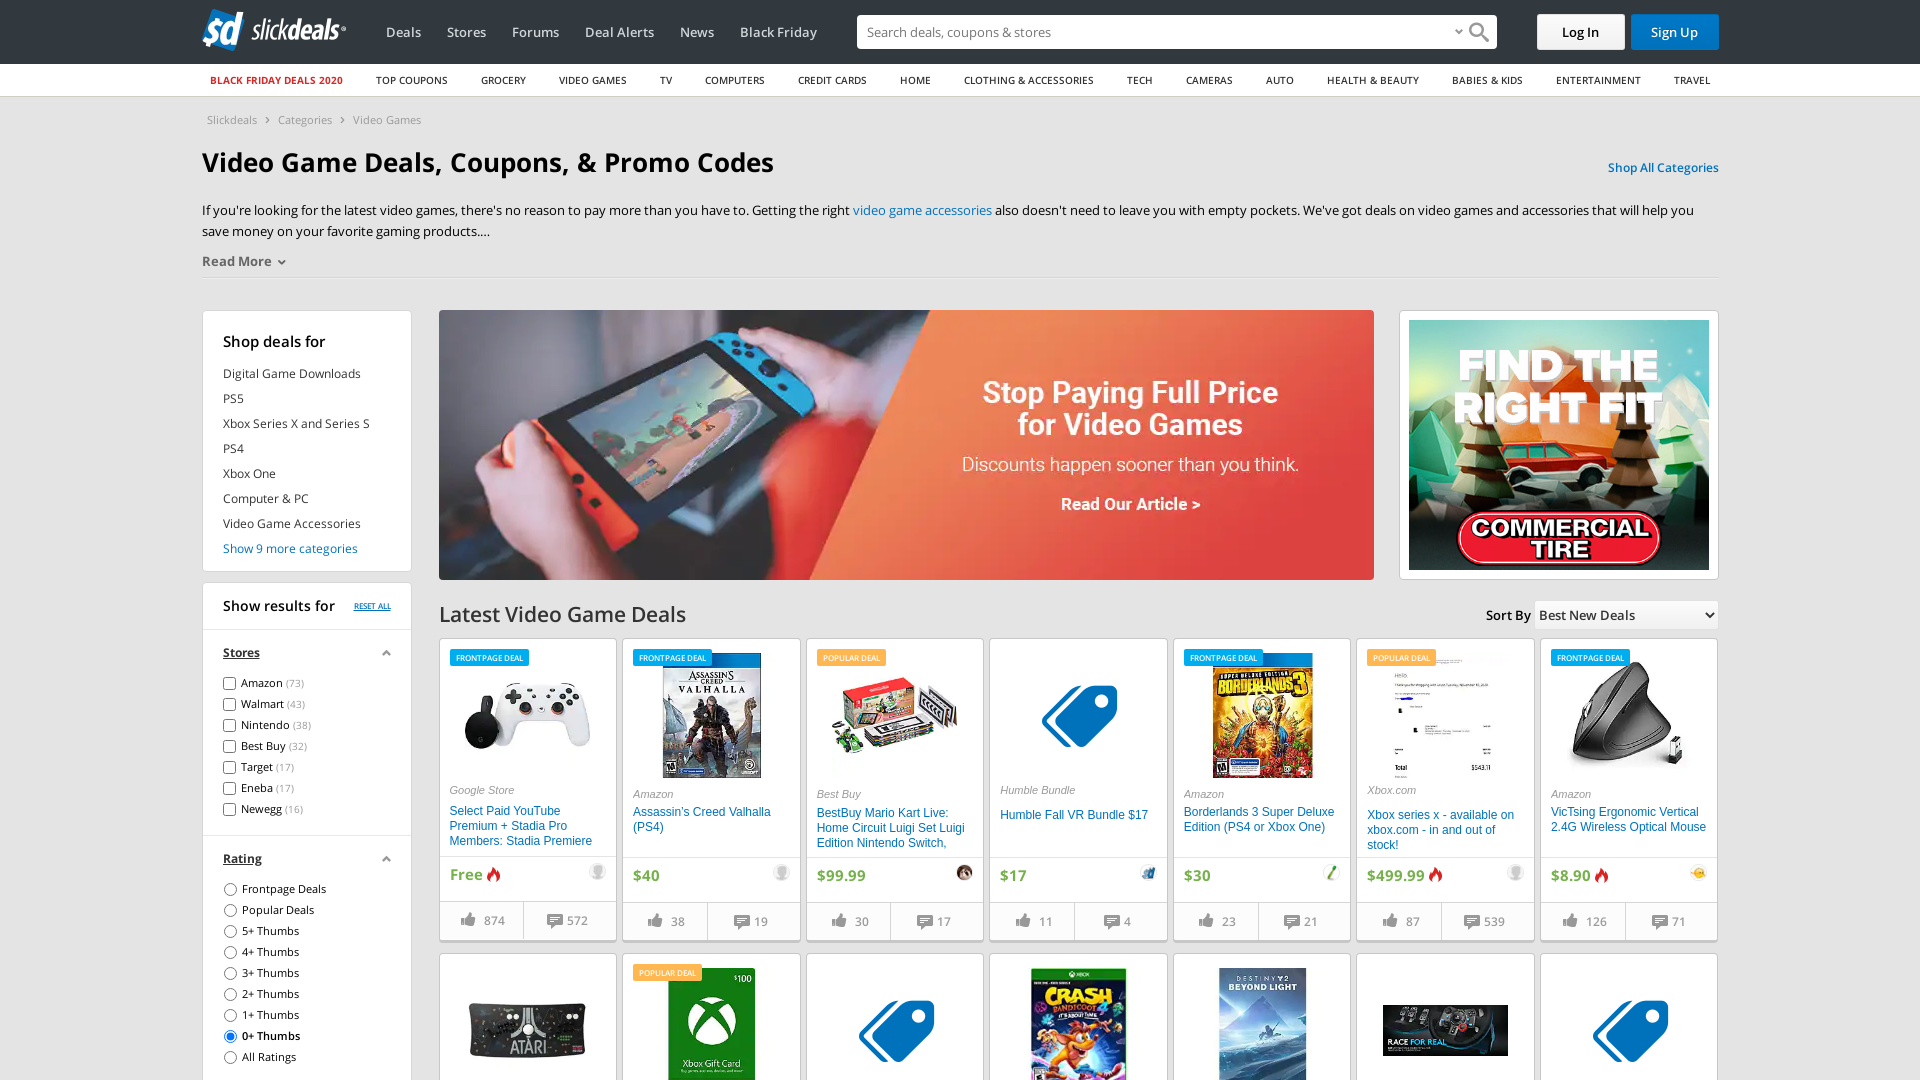 slickdeals
Deals
Stores
Forums
Deal Alerts
News
Black Friday
Search deals, coupons & stores
Log In
Sign Up
BLACK FRIDAY DEALS 2020
TOP COUPONS
GROCERY
VIDEO GAMES
TV
COMPUTERS
CREDIT CARDS
HOME
CLOTHING & ACCESSORIES
TECH
CAMERAS
AUTO
HEALTH & BEAUTY
BABIES & KIDS
ENTERTAINMENT
TRAVEL
Slickdeals > Categories > Video Games
Video Game Deals, Coupons, & Promo Codes
Shop All Categories
If you're looking for the latest video games, there's no reason to pay more than you have to. Getting the right video game accessories also doesn't need to leave you with empty pockets. We've got deals on video games and accessories that will help you
save money on your favorite gaming products....
Read More
Shop deals for
Digital Game Downloads
PS5
Xbox Series X and Series S
PS4
Xbox One
Computer & PC
Video Game Accessories
Show 9 more categories
Show results for
RESET ALL
Stores
Amazon (73)
Walmart (43)
Nintendo (38)
Best Buy (32)
Target (17)
Eneba (17)
Newegg (16)
Rating
Frontpage Deals
Popular Deals
5+ Thumbs
4+ Thumbs
3+ Thumbs
2+ Thumbs
1+ Thumbs
0+ Thumbs
All Ratings
Stop Paying Full Price
for Video Games
Discounts happen sooner than you think.
Read Our Article >
FIND THE
RIGHT FIT
COMMERCIAL
TIRE
Latest Video Game Deals
Sort By
Best New Deals
FRONTPAGE DEAL
Google Store
Select Paid YouTube
Premium + Stadia Pro
Members: Stadia Premiere
Free
874
572
FRONTPAGE DEAL
ASSASSIN'S
CREED
VALHALLA
Amazon
Assassin's Creed Valhalla
(PS4)
$40
38
19
POPULAR DEAL
Best Buy
BestBuy Mario Kart Live:
Home Circuit Luigi Set Luigi
Edition Nintendo Switch,
$99.99
30
17
Humble Bundle
Humble Fall VR Bundle $17
$17
11
4
FRONTPAGE DEAL
SUPER DELUXE EDITION
BORDERLANDS 3
Amazon
Borderlands 3 Super Deluxe
Edition (PS4 or Xbox One)
$30
23
21
POPULAR DEAL
Hello,
Total
$543.11
Xbox.com
Xbox series x - available on
xbox.com - in and out of
stock!
$499.99
87
539
FRONTPAGE DEAL
Amazon
VicTsing Ergonomic Vertical
2.4G Wireless Optical Mouse
$8.90
126
71
ATARI
POPULAR DEAL
$100
Xbox Gift Card
XBOX
CRASH
BANDICOOT 4
IT'S ABOUT TIME
DESTINY 2
BEYOND LIGHT
RACE FOR REAL